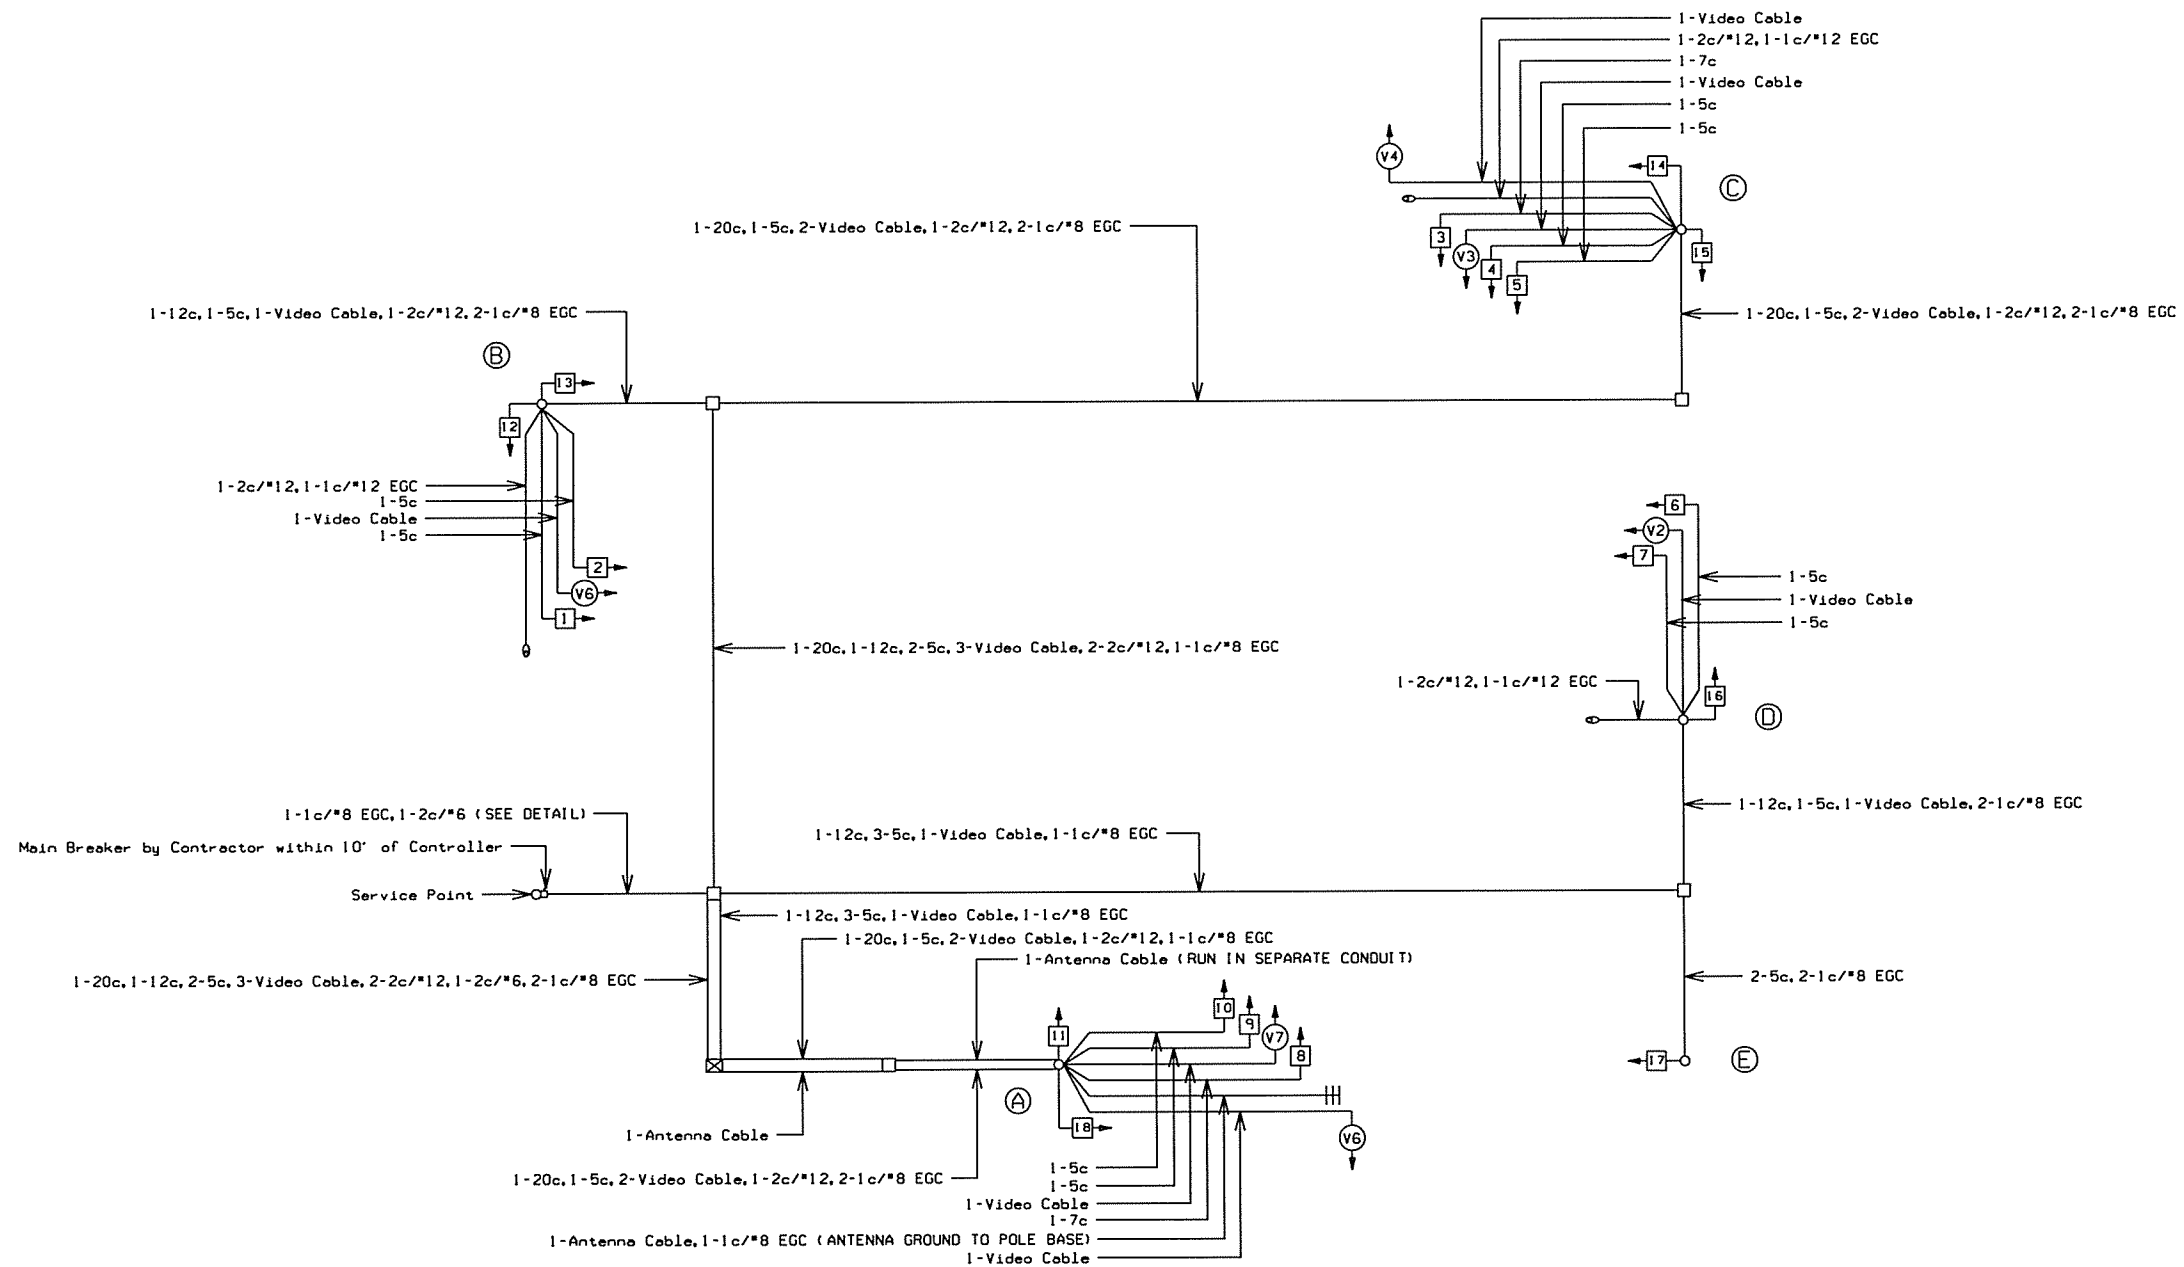 1-Video Cable
1-2c/#12,1-1c/#12 EGC
1-7c
1-Video Cable
1-5c
1-5c
V4
14
C
3
V3
4
5
15
1-20c,1-5c,2-Video Cable,1-2c/#12,2-1c/#8 EGC
1-12c,1-5c,1-Video Cable,1-2c/#12,2-1c/#8 EGC
1-20c,1-5c,2-Video Cable,1-2c/#12,2-1c/#8 EGC
B
13
12
1-2c/#12,1-1c/#12 EGC
1-5c
1-Video Cable
1-5c
2
V6
1
6
V2
7
1-5c
1-Video Cable
1-5c
1-20c,1-12c,2-5c,3-Video Cable,2-2c/#12,1-1c/#8 EGC
1-2c/#12,1-1c/#12 EGC
16
D
1-12c,1-5c,1-Video Cable,2-1c/#8 EGC
1-1c/#8 EGC,1-2c/#6 (SEE DETAIL)
1-12c,3-5c,1-Video Cable,1-1c/#8 EGC
Main Breaker by Contractor within 10' of Controller
Service Point
1-12c,3-5c,1-Video Cable,1-1c/#8 EGC
1-20c,1-5c,2-Video Cable,1-2c/#12,1-1c/#8 EGC
1-Antenna Cable (RUN IN SEPARATE CONDUIT)
1-20c,1-12c,2-5c,3-Video Cable,2-2c/#12,1-2c/#6,2-1c/#8 EGC
2-5c,2-1c/#8 EGC
10
9
V7
8
11
17
E
A
18
V6
1-Antenna Cable
1-20c,1-5c,2-Video Cable,1-2c/#12,2-1c/#8 EGC
1-5c
1-5c
1-Video Cable
1-7c
1-Antenna Cable,1-1c/#8 EGC (ANTENNA GROUND TO POLE BASE)
1-Video Cable